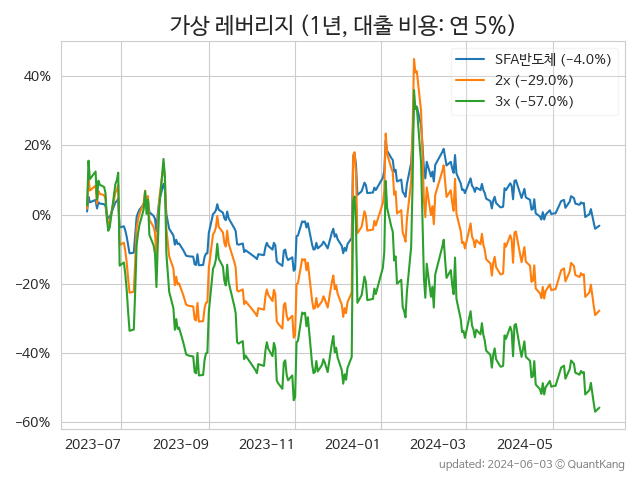 가상 레버리지 (1년, 대출 비용: 연 5%)
SFA반도체 (−4.0%)
2x (−29.0%)
3x (−57.0%)
40%
20%
0%
−20%
−40%
−60%
2023-07 2023-09 2023-11 2024-01 2024-03 2024-05
updated: 2024-06-03 ⓒ QuantKang